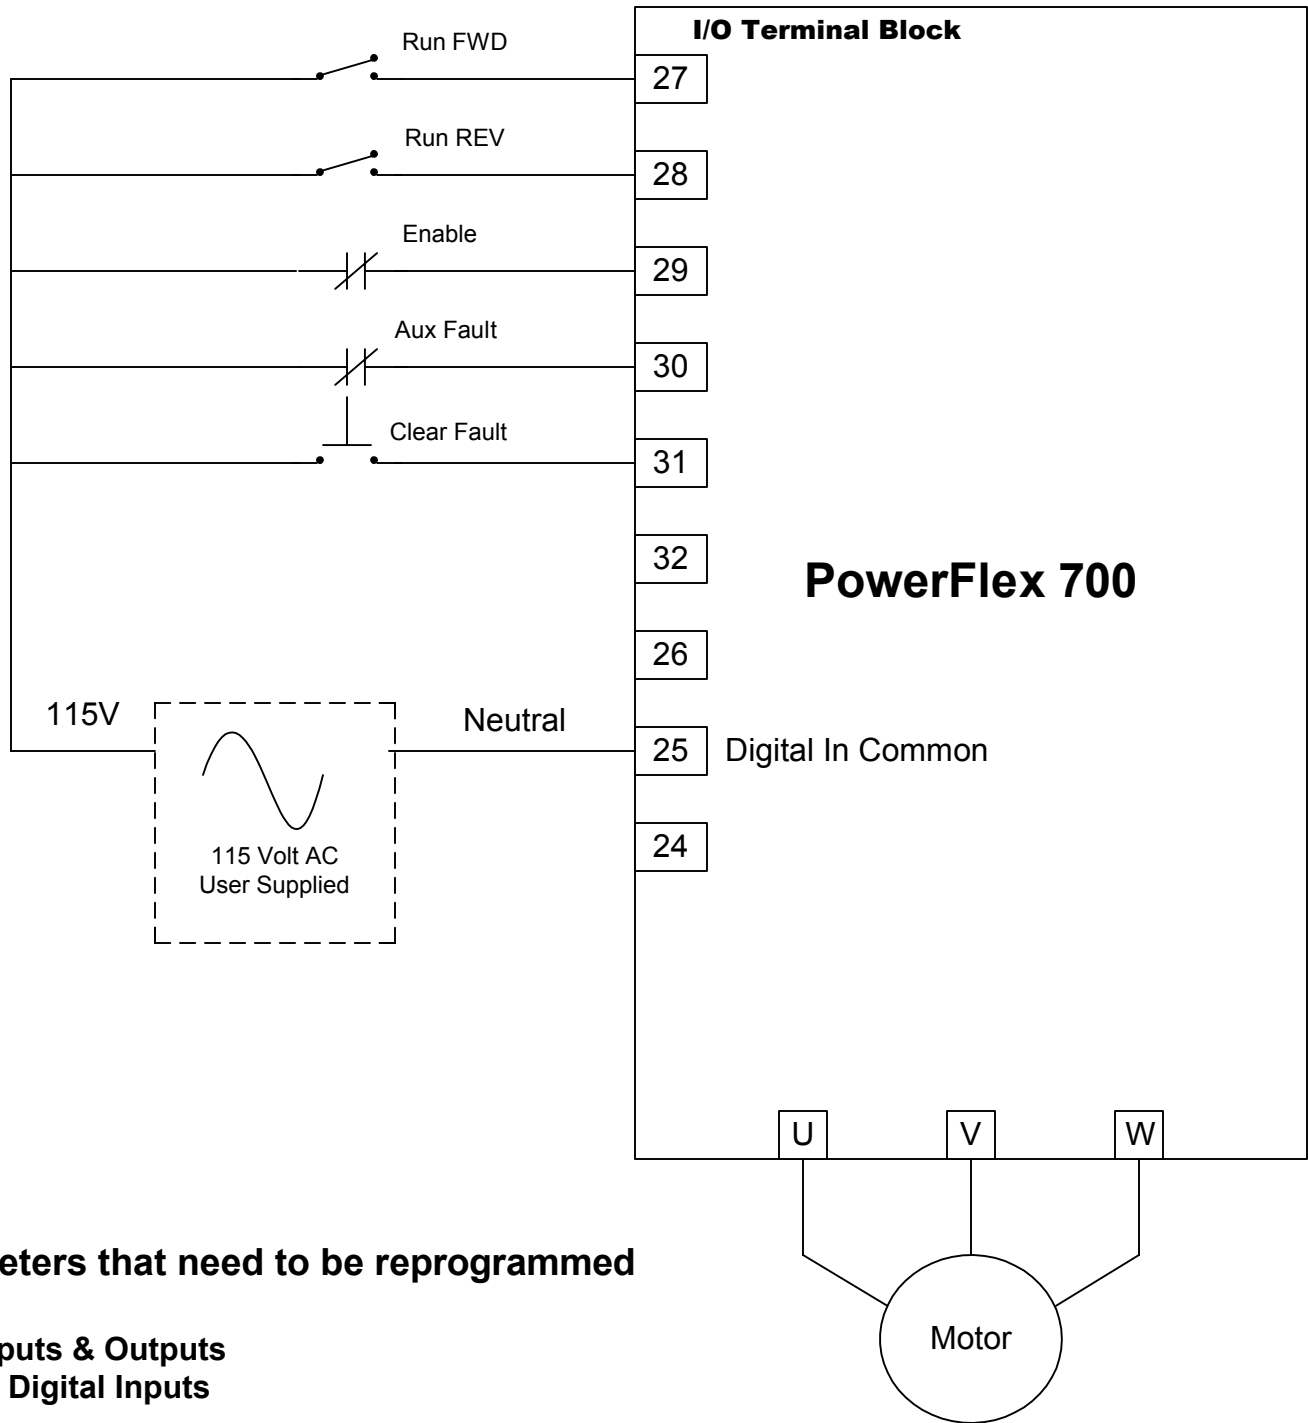 I/O Terminal Block
Run FWD
27
Run REV
28
Enable
29
Aux Fault
30
Clear Fault
31
32
PowerFlex 700
26
115V
Neutral
25
Digital In Common
115 Volt AC
User Supplied
24
U
V
W
Motor
eters that need to be reprogrammed
puts & Outputs
Digital Inputs